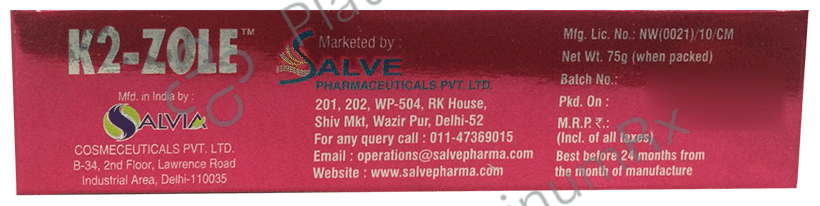 K2-ZOLE™
Mfd. in India by :
SALVIA
COSMECEUTICALS PVT. LTD.
B-34, 2nd Floor, Lawrence Road
Industrial Area, Delhi-110035
Marketed by :
SALVE
PHARMACEUTICALS PVT. LTD.
201, 202, WP-504, RK House,
Shiv Mkt, Wazir Pur, Delhi-52
For any query call : 011-47369015
Email : operations@salvepharma.com
Website : www.salvepharma.com
Mfg. Lic. No.: NW(0021)/10/CM
Net Wt. 75g (when packed)
Batch No.:
Pkd. On :
M.R.P. ₹.:
(Incl. of all taxes)
Best before 24 months from
the month of manufacture